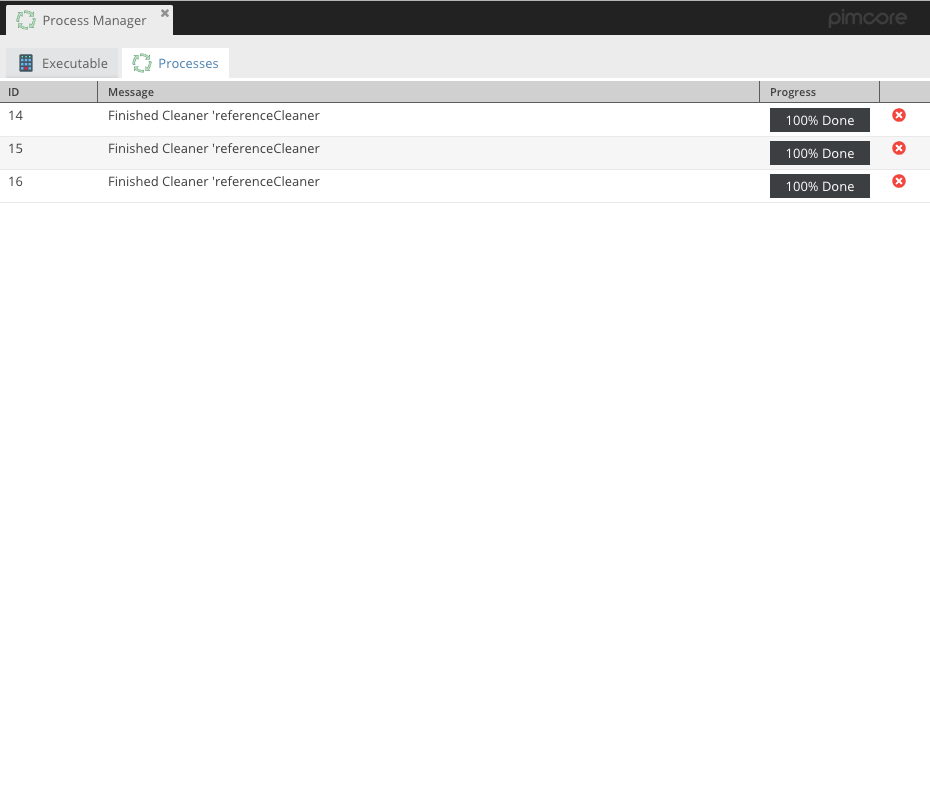 Process Manager
pimcore
Executable Processes
ID Message Progress
14 Finished Cleaner 'referenceCleaner 100% Done
15 Finished Cleaner 'referenceCleaner 100% Done
16 Finished Cleaner 'referenceCleaner 100% Done